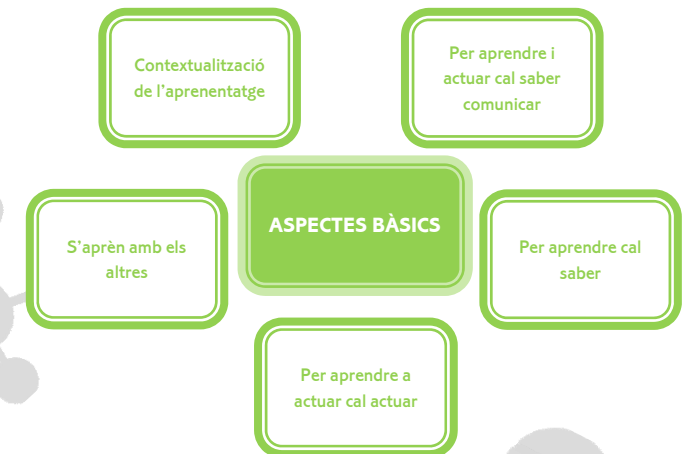 Contextualització
de l'aprenentatge
Per aprendre i
actuar cal saber
comunicar
ASPECTES BÀSICS
S'aprèn amb els
altres
Per aprendre cal
saber
Per aprendre a
actuar cal actuar